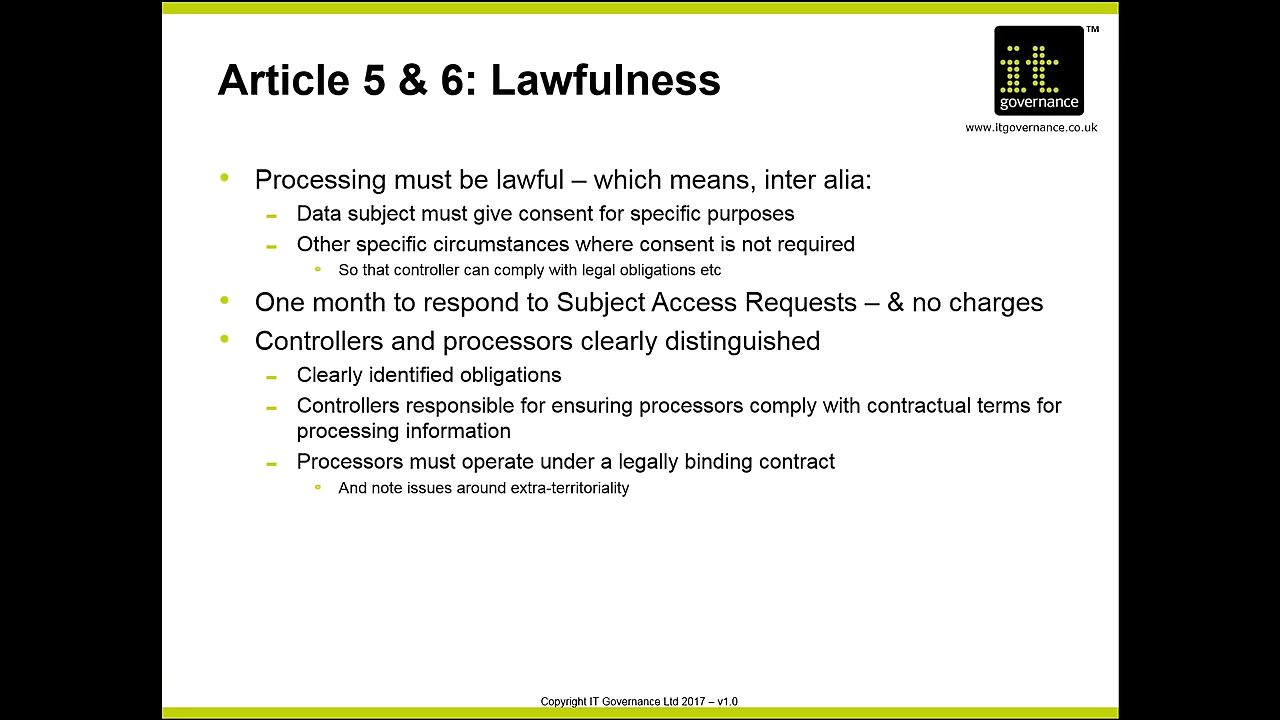 Article 5 & 6: Lawfulness
it
governance
TM
www.itgovernance.co.uk
Processing must be lawful – which means, inter alia:
Data subject must give consent for specific purposes
Other specific circumstances where consent is not required
So that controller can comply with legal obligations etc
One month to respond to Subject Access Requests – & no charges
Controllers and processors clearly distinguished
Clearly identified obligations
Controllers responsible for ensuring processors comply with contractual terms for
processing information
Processors must operate under a legally binding contract
And note issues around extra-territoriality
Copyright IT Governance Ltd 2017 – v1.0